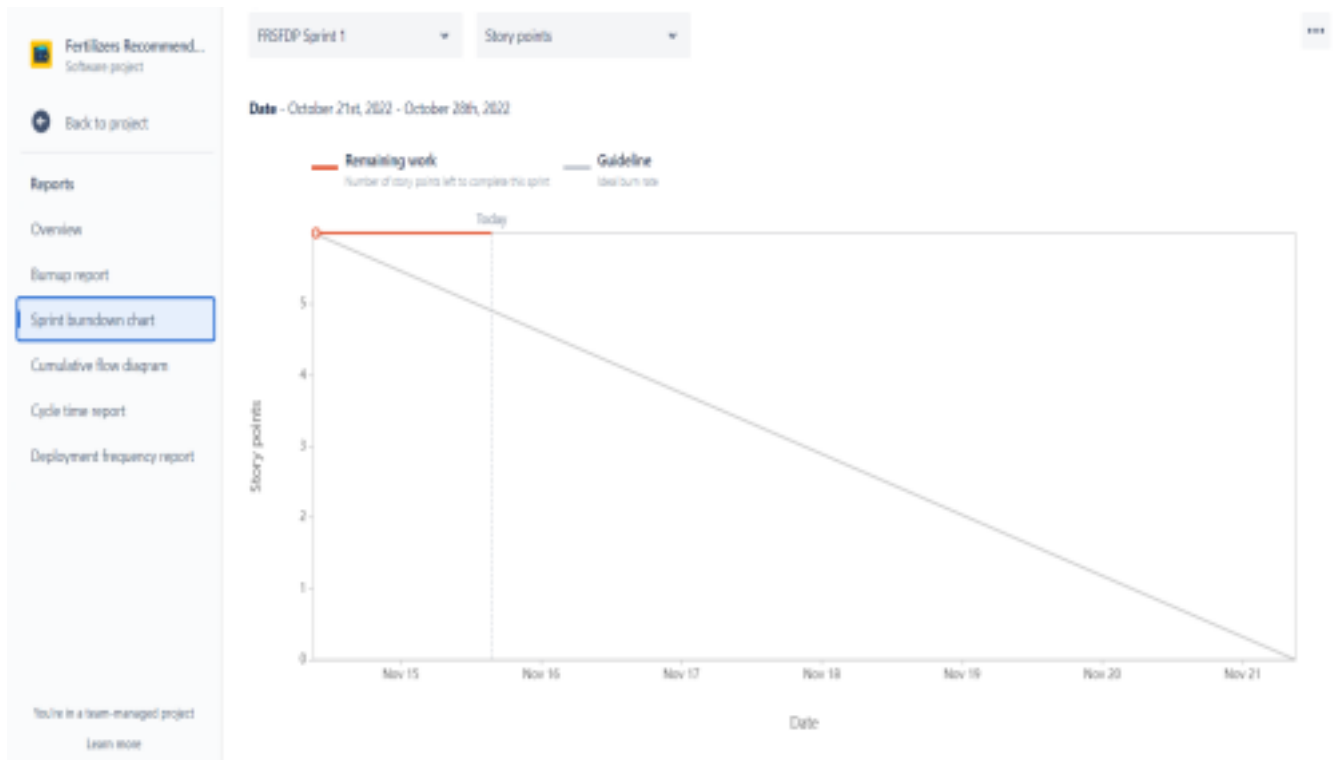 Fertilizers Recommend...
Software project
Back to project
Reports
Overview
Burnup report
Sprint burndown chart
Cumulative flow diagram
Cycle time report
Deployment frequency report
You're in a team-managed project
Learn more
FRSFDP Sprint 1
Story points
Date - October 21st, 2022 - October 28th, 2022
Remaining work
Number of story points left to complete this sprint
Guideline
Ideal burn rate
Today
5
4
3
2
1
0
Story points
Nov 15 Nov 16 Nov 17 Nov 18 Nov 19 Nov 20 Nov 21
Date